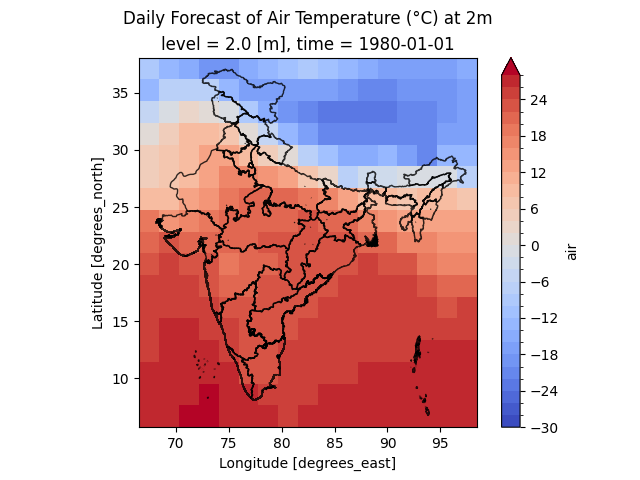 Daily Forecast of Air Temperature (°C) at 2m
level = 2.0 [m], time = 1980-01-01
35
30
25
20
15
10
Latitude [degrees_north]
70 75 80 85 90 95
Longitude [degrees_east]
24
18
12
6
0
−6
−12
−18
−24
−30
air